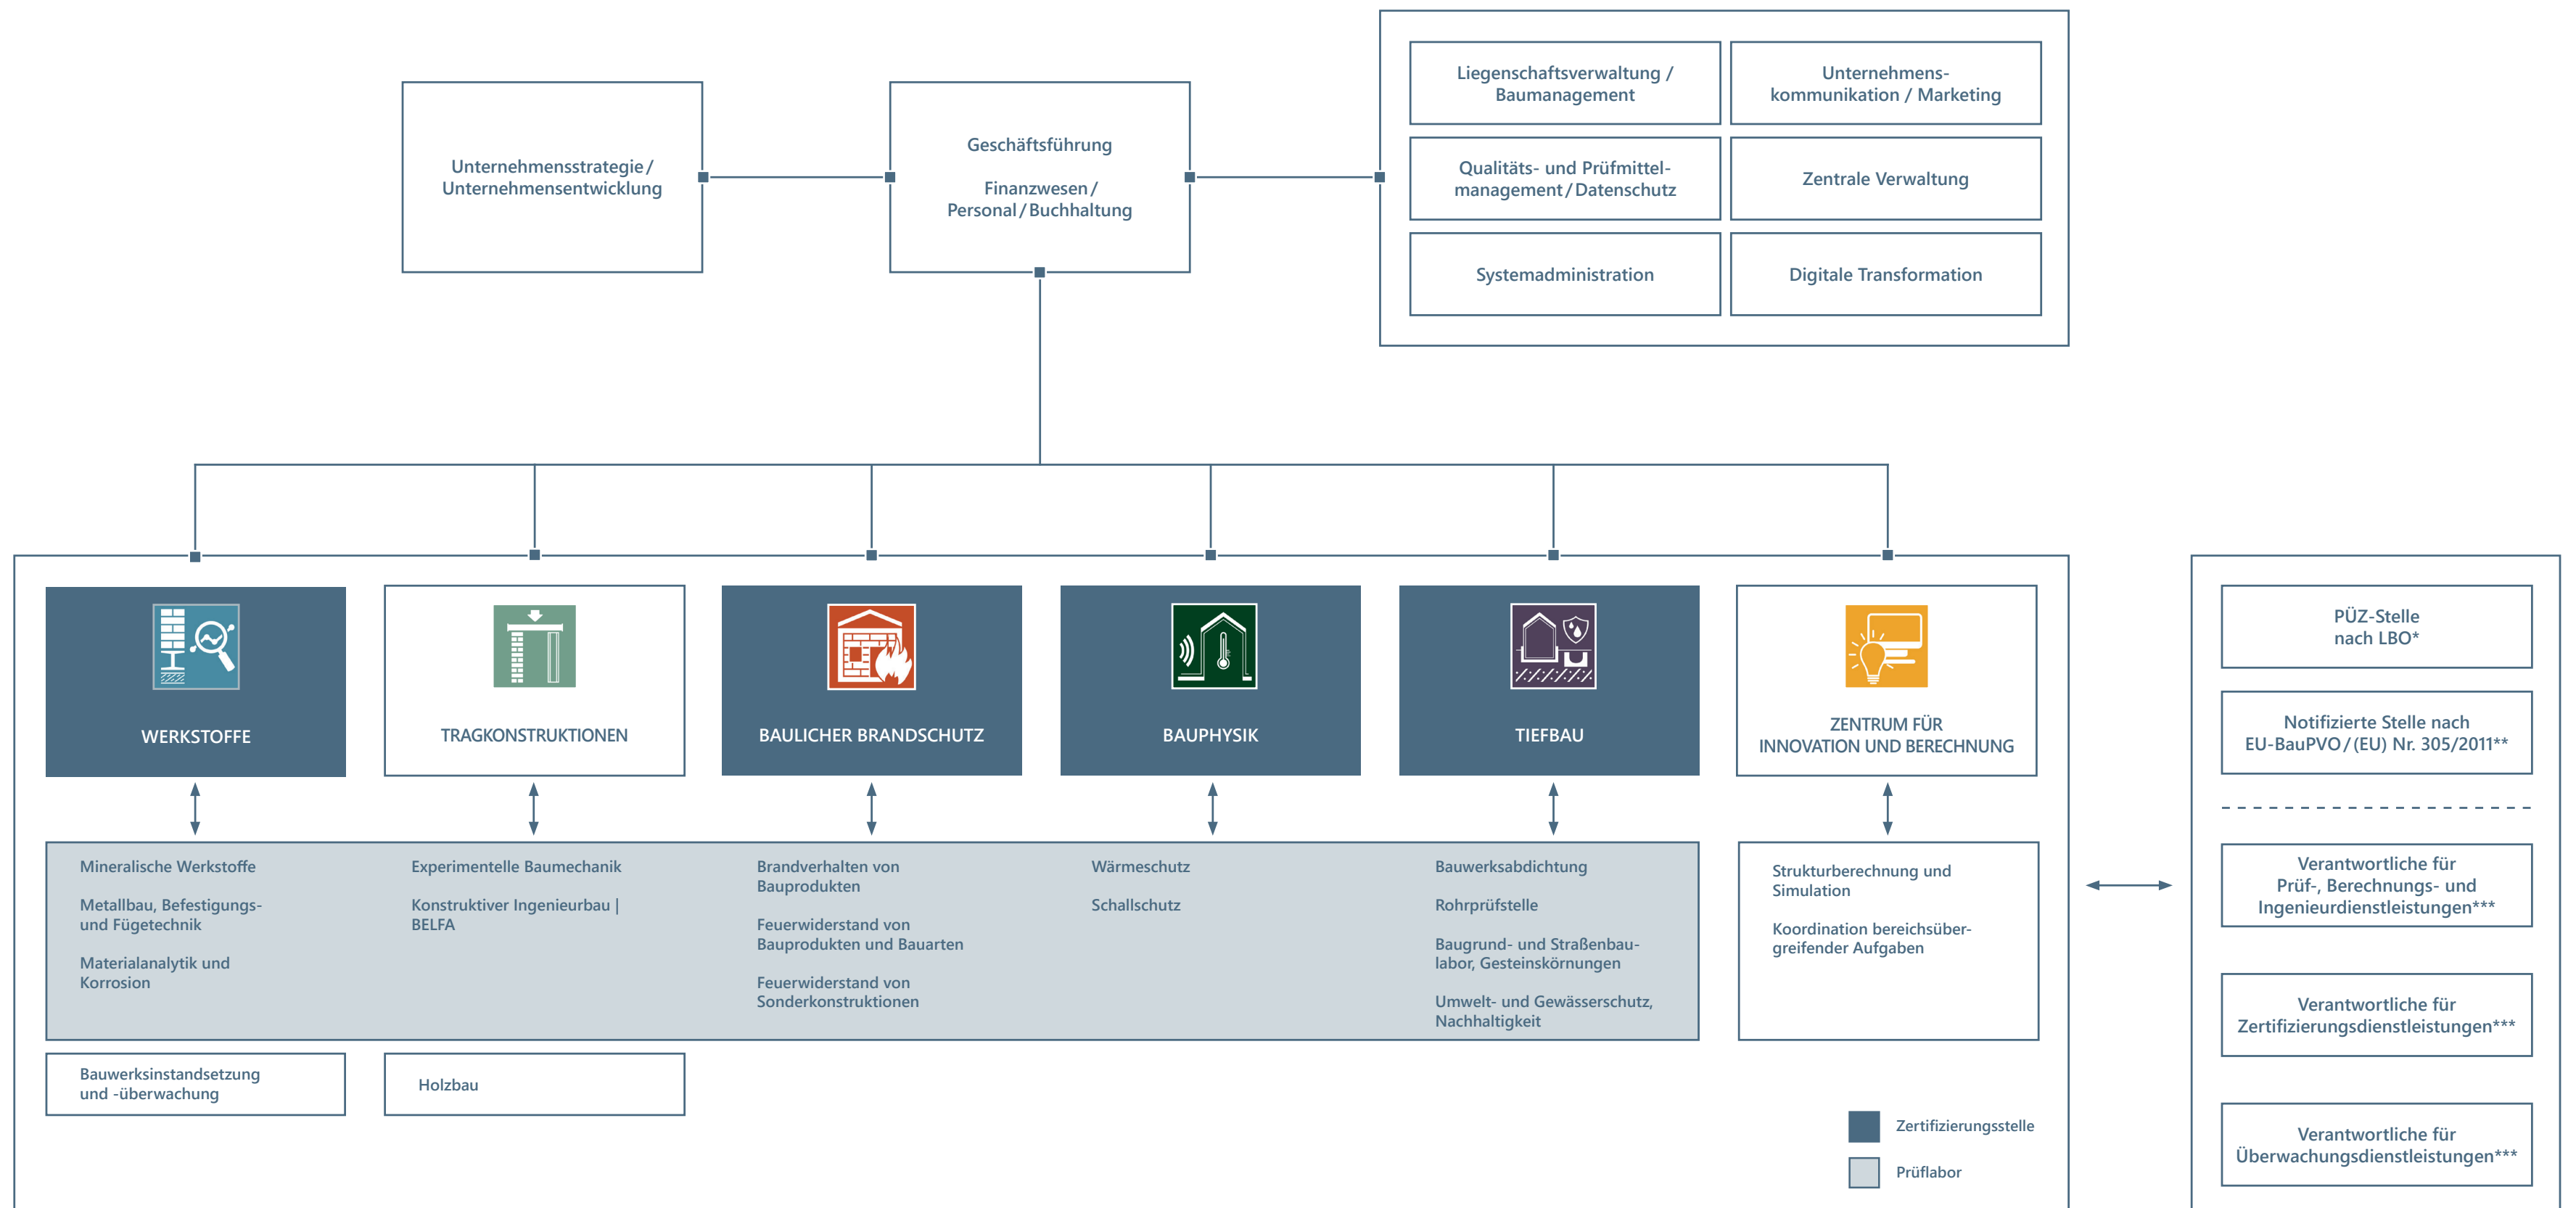 Unternehmensstrategie/
Unternehmensentwicklung
Geschäftsführung
Finanzwesen/
Personal/Buchhaltung
Liegenschaftsverwaltung /
Baumanagement
Unternehmens-
kommunikation / Marketing
Qualitäts- und Prüfmittel-
management/Datenschutz
Zentrale Verwaltung
Systemadministration
Digitale Transformation
WERKSTOFFE
TRAGKONSTRUKTIONEN
BAULICHER BRANDSCHUTZ
BAUPHYSIK
TIEFBAU
ZENTRUM FÜR
INNOVATION UND BERECHNUNG
Mineralische Werkstoffe
Metallbau, Befestigungs-
und Fügetechnik
Materialanalytik und
Korrosion
Experimentelle Baumechanik
Konstruktiver Ingenieurbau |
BELFA
Brandverhalten von
Bauprodukten
Feuerwiderstand von
Bauprodukten und Bauarten
Feuerwiderstand von
Sonderkonstruktionen
Wärmeschutz
Schallschutz
Bauwerksabdichtung
Rohrprüfstelle
Baugrund- und Straßenbau-
labor, Gesteinskörnungen
Umwelt- und Gewässerschutz,
Nachhaltigkeit
Strukturberechnung und
Simulation
Koordination bereichsüber-
greifender Aufgaben
Bauwerksinstandsetzung
und -überwachung
Holzbau
Zertifizierungsstelle
Prüflabor
PÜZ-Stelle
nach LBO*
Notifizierte Stelle nach
EU-BauPVO/(EU) Nr. 305/2011**
Verantwortliche für
Prüf-, Berechnungs- und
Ingenieurdienstleistungen***
Verantwortliche für
Zertifizierungsdienstleistungen***
Verantwortliche für
Überwachungsdienstleistungen***